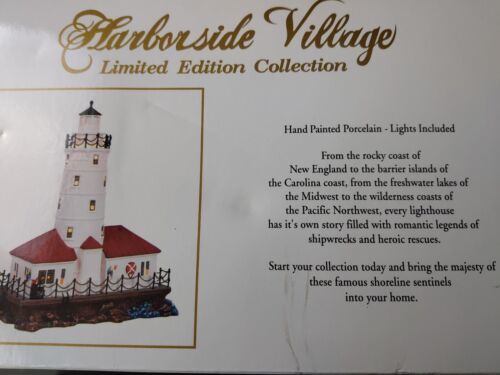 Harborside Village
Limited Edition Collection
Hand Painted Porcelain - Lights Included
From the rocky coast of
New England to the barrier islands of
the Carolina coast, from the freshwater lakes of
the Midwest to the wilderness coasts of
the Pacific Northwest, every lighthouse
has it's own story filled with romantic legends of
shipwrecks and heroic rescues.
Start your collection today and bring the majesty of
these famous shoreline sentinels
into your home.